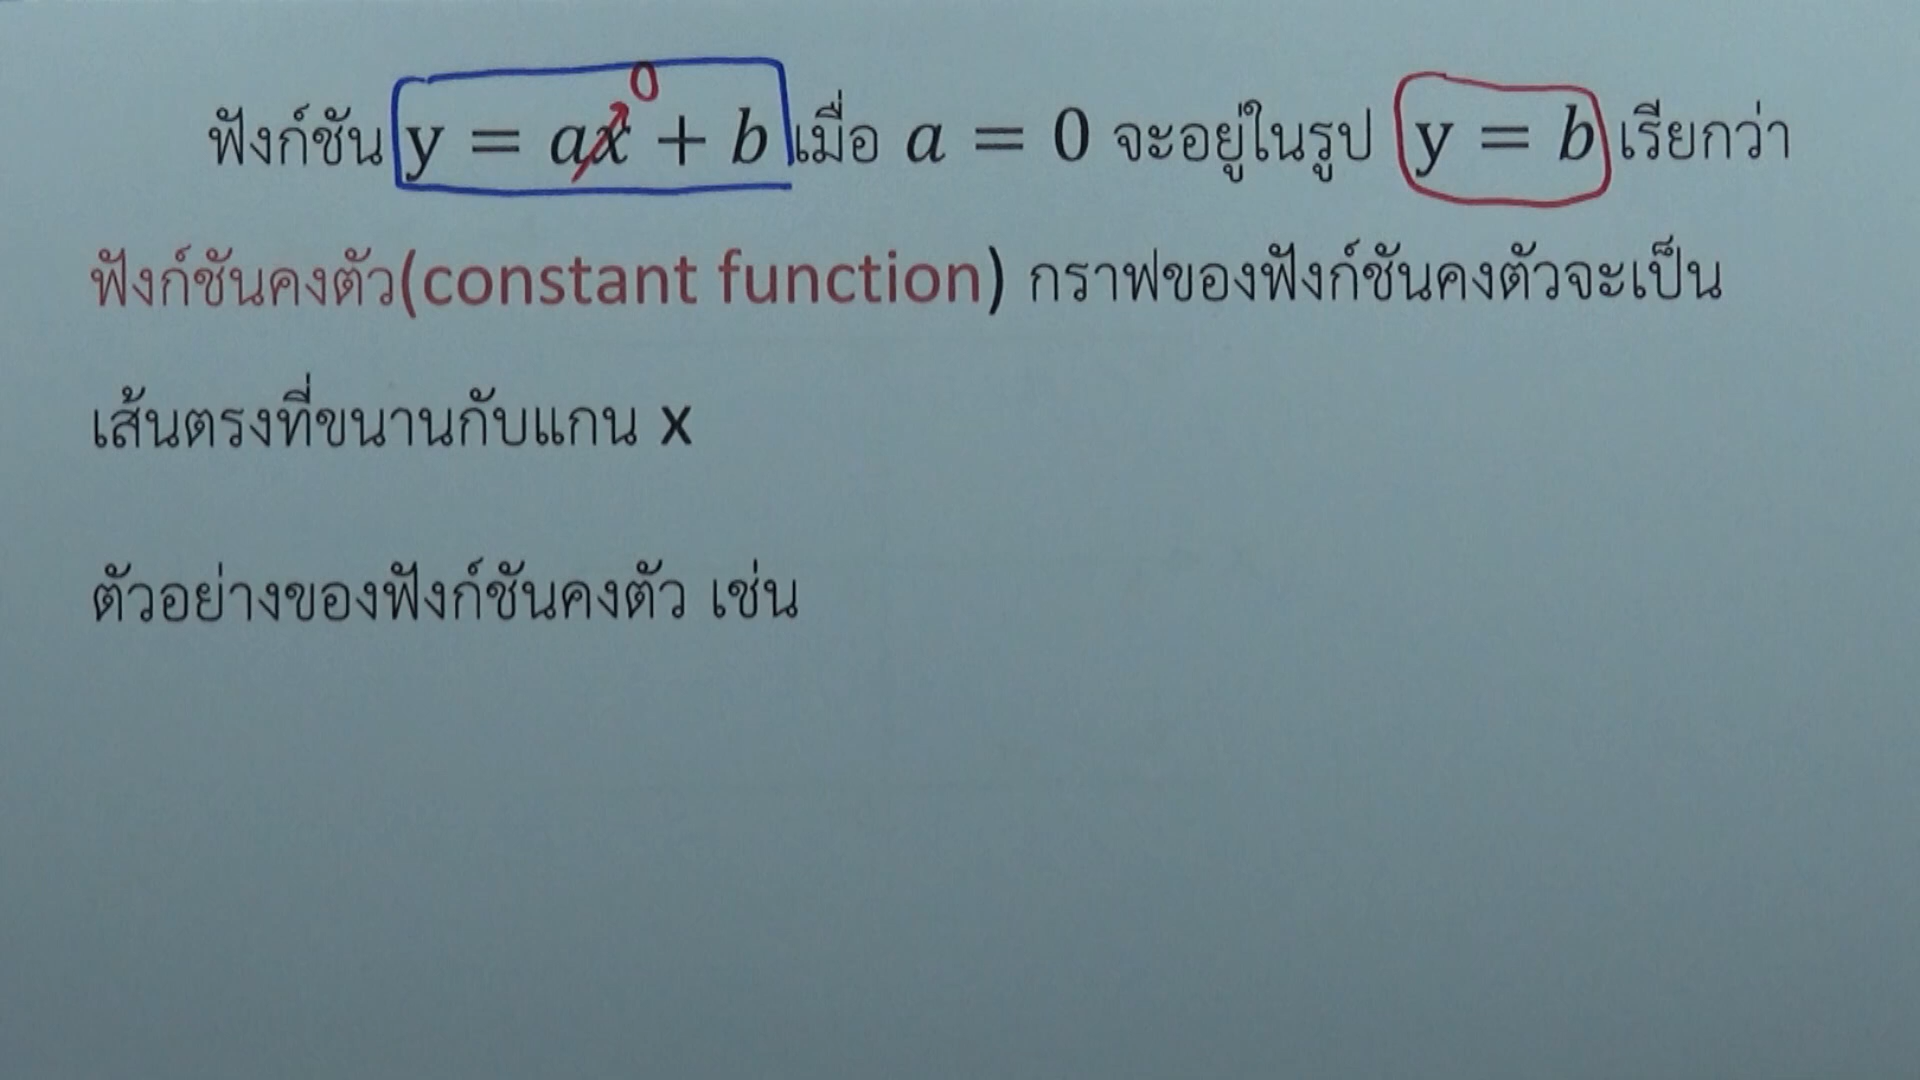 ฟังก์ชัน y = ax + b เมื่อ a = 0 จะอยู่ในรูป y = b เรียกว่า
0
ฟังก์ชันคงตัว(constant function) กราฟของฟังก์ชันคงตัวจะเป็น
เส้นตรงที่ขนานกับแกน x
ตัวอย่างของฟังก์ชันคงตัว เช่น